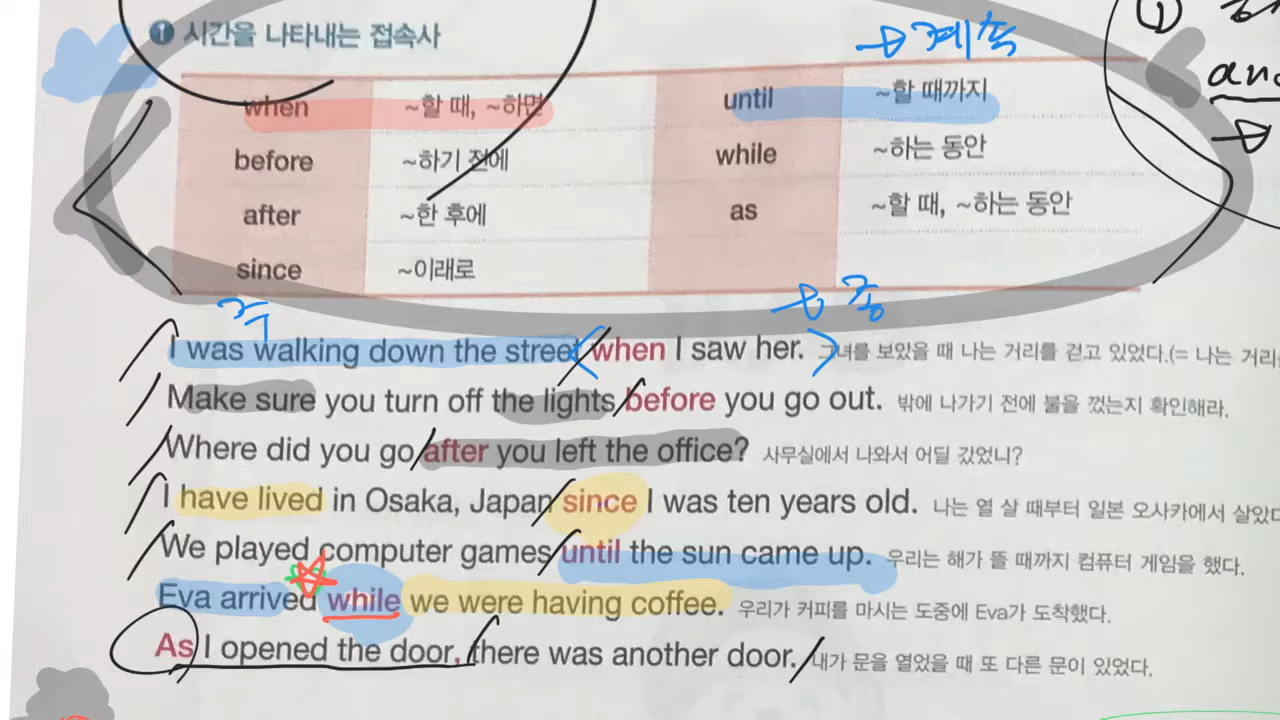 → 계속
①
❶ 시간을 나타내는 접속사
when ~할 때, ~하면 until ~할 때까지
before ~하기 전에 while ~하는 동안
after ~한 후에 as ~할 때, ~하는 동안
since ~이래로
주 → 종
I was walking down the street when I saw her. 그녀를 보았을 때 나는 거리를 걷고 있었다.(= 나는 거리
Make sure you turn off the lights before you go out. 밖에 나가기 전에 불을 껐는지 확인해라.
Where did you go after you left the office? 사무실에서 나와서 어딜 갔었니?
I have lived in Osaka, Japan since I was ten years old. 나는 열 살 때부터 일본 오사카에서 살았다
We played computer games until the sun came up. 우리는 해가 뜰 때까지 컴퓨터 게임을 했다.
Eva arrived while we were having coffee. 우리가 커피를 마시는 도중에 Eva가 도착했다.
As I opened the door, there was another door. 내가 문을 열었을 때 또 다른 문이 있었다.